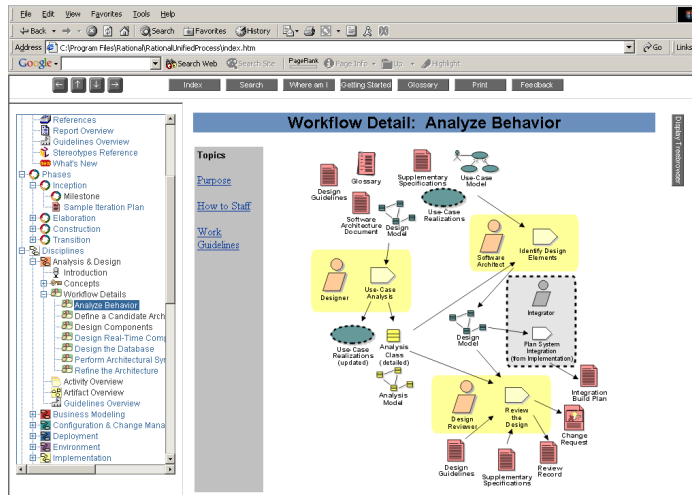 File Edit View Favorites Tools Help
Back Search Favorites History
Address C:\Program Files\Rational\RationalUnifiedProcess\index.htm Go Links
Google Search Web Search Site PageRank Page Info Up Highlight
Index Search Where am I Getting Started Glossary Print Feedback
References
Report Overview
Guidelines Overview
Stereotypes Reference
What's New
Phases
Inception
Milestone
Sample Iteration Plan
Elaboration
Construction
Transition
Disciplines
Analysis & Design
Introduction
Concepts
Workflow Details
Analyze Behavior
Define a Candidate Arch
Design Components
Design Real-Time Comp
Design the Database
Perform Architectural Syr
Refine the Architecture
Activity Overview
Artifact Overview
Guidelines Overview
Business Modeling
Configuration & Change Mana
Deployment
Environment
Implementation
Workflow Detail: Analyze Behavior
Display Treebrowser
Topics
Purpose
How to Staff
Work
Guidelines
Design
Guidelines
Glossary
Supplementary
Specifications
Use-Case
Model
Software
Architecture
Document
Design
Model
Use-Case
Realizations
Software
Architect
Identify Design
Elements
Designer
Use-Case
Analysis
Integrator
Plan System
Integration
(from Implementation)
Use-Case
Realizations
(updated)
Analysis
Class
(detailed)
Design
Model
Analysis
Model
Integration
Build Plan
Design
Reviewer
Review
the
Design
Change
Request
Design
Guidelines
Supplementary
Specifications
Review
Record